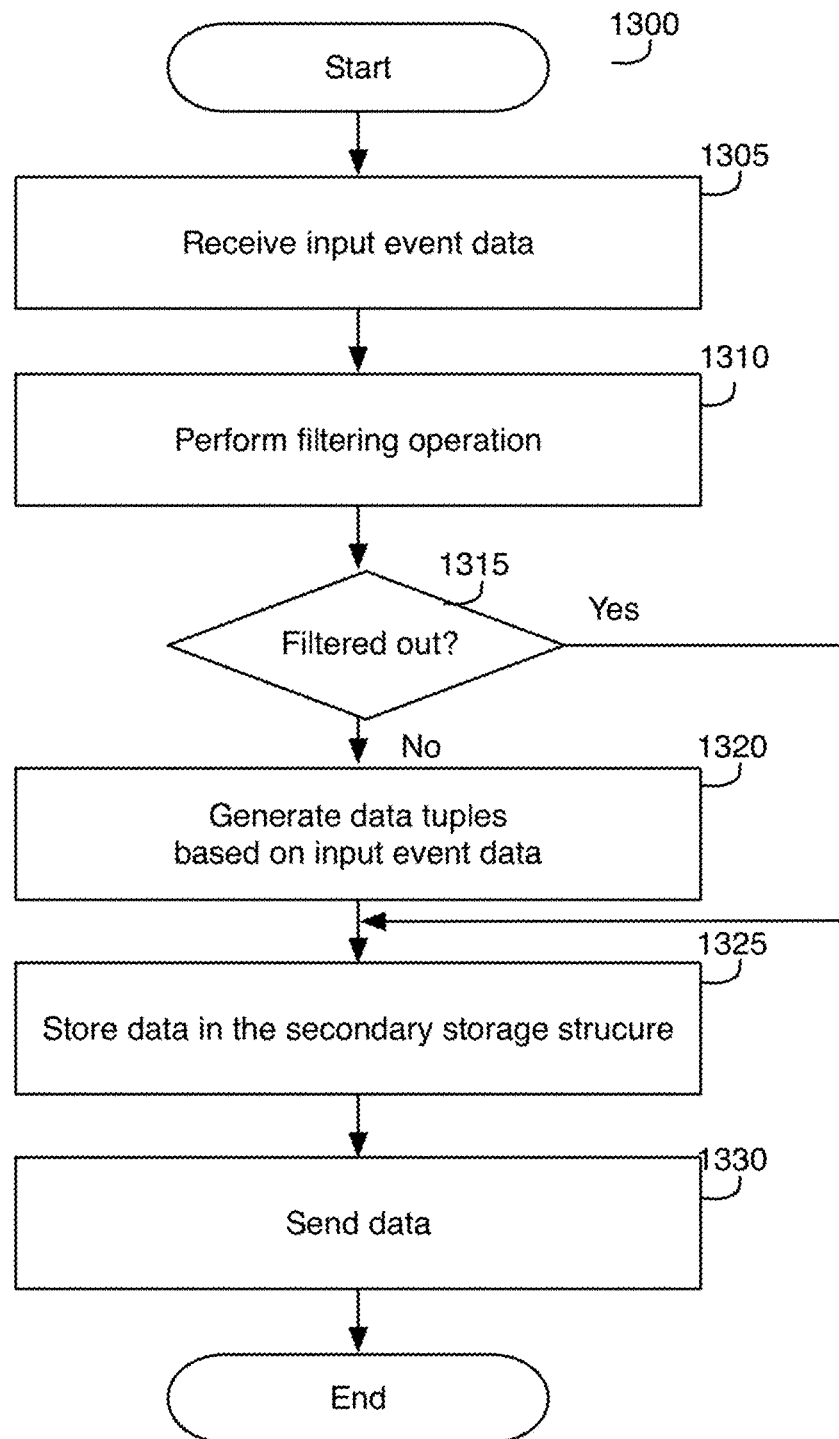 1300
Start
1305
Receive input event data
1310
Perform filtering operation
1315
Filtered out?
Yes
No
1320
Generate data tuples
based on input event data
1325
Store data in the secondary storage strucure
1330
Send data
End